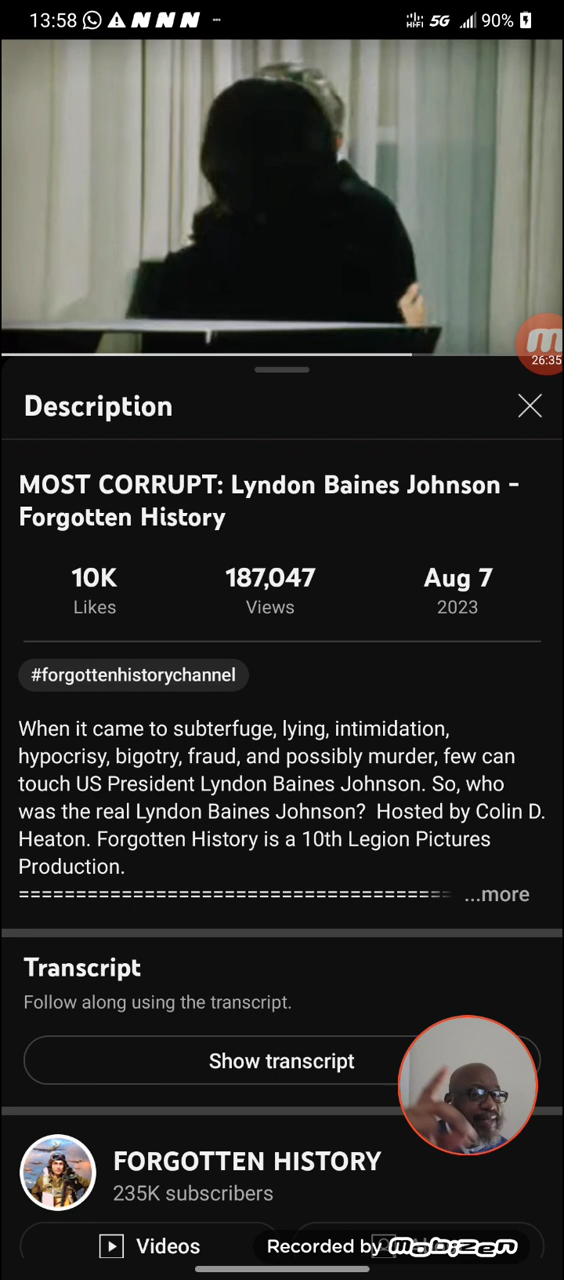 13:58
5G 90%
26:35
Description
MOST CORRUPT: Lyndon Baines Johnson -
Forgotten History
10K
Likes
187,047
Views
Aug 7
2023
#forgottenhistorychannel
When it came to subterfuge, lying, intimidation,
hypocrisy, bigotry, fraud, and possibly murder, few can
touch US President Lyndon Baines Johnson. So, who
was the real Lyndon Baines Johnson?  Hosted by Colin D.
Heaton. Forgotten History is a 10th Legion Pictures
Production.
====================================== ...more
Transcript
Follow along using the transcript.
Show transcript
FORGOTTEN HISTORY
235K subscribers
Videos
Recorded by mobizen